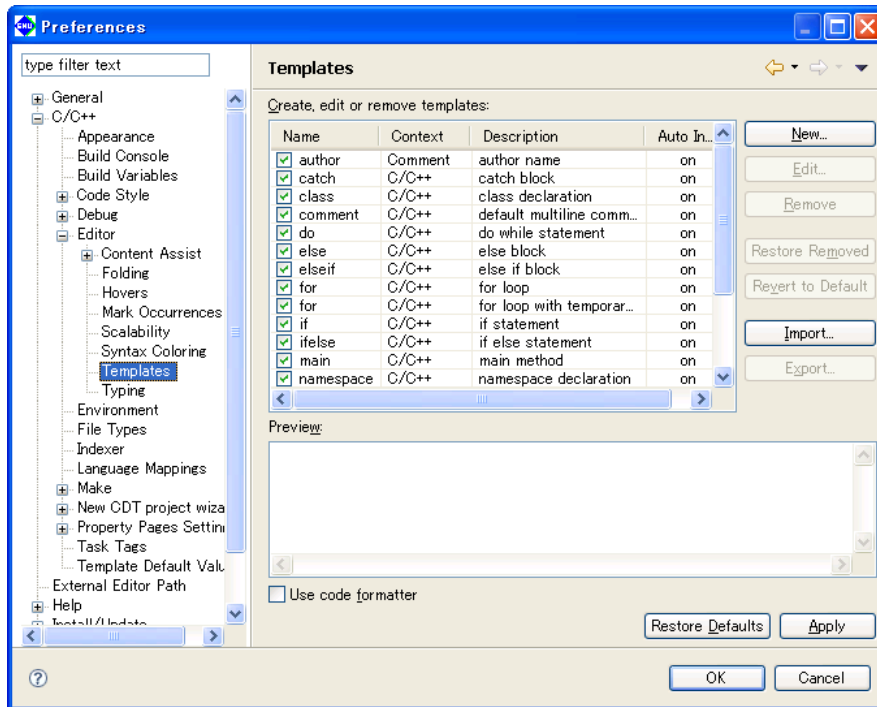 GNU Preferences
type filter text
General
C/C++
Appearance
Build Console
Build Variables
Code Style
Debug
Editor
Content Assist
Folding
Hovers
Mark Occurrences
Scalability
Syntax Coloring
Templates
Typing
Environment
File Types
Indexer
Language Mappings
Make
New CDT project wiza
Property Pages Settin
Task Tags
Template Default Valu
External Editor Path
Help
Install/Update
Templates
Create, edit or remove templates:
Name Context Description Auto In...
author Comment author name on
catch C/C++ catch block on
class C/C++ class declaration on
comment C/C++ default multiline comm... on
do C/C++ do while statement on
else C/C++ else block on
elseif C/C++ else if block on
for C/C++ for loop on
for C/C++ for loop with temporar... on
if C/C++ if statement on
ifelse C/C++ if else statement on
main C/C++ main method on
namespace C/C++ namespace declaration on
New...
Edit...
Remove
Restore Removed
Revert to Default
Import...
Export...
Preview:
Use code formatter
Restore Defaults Apply
? OK Cancel